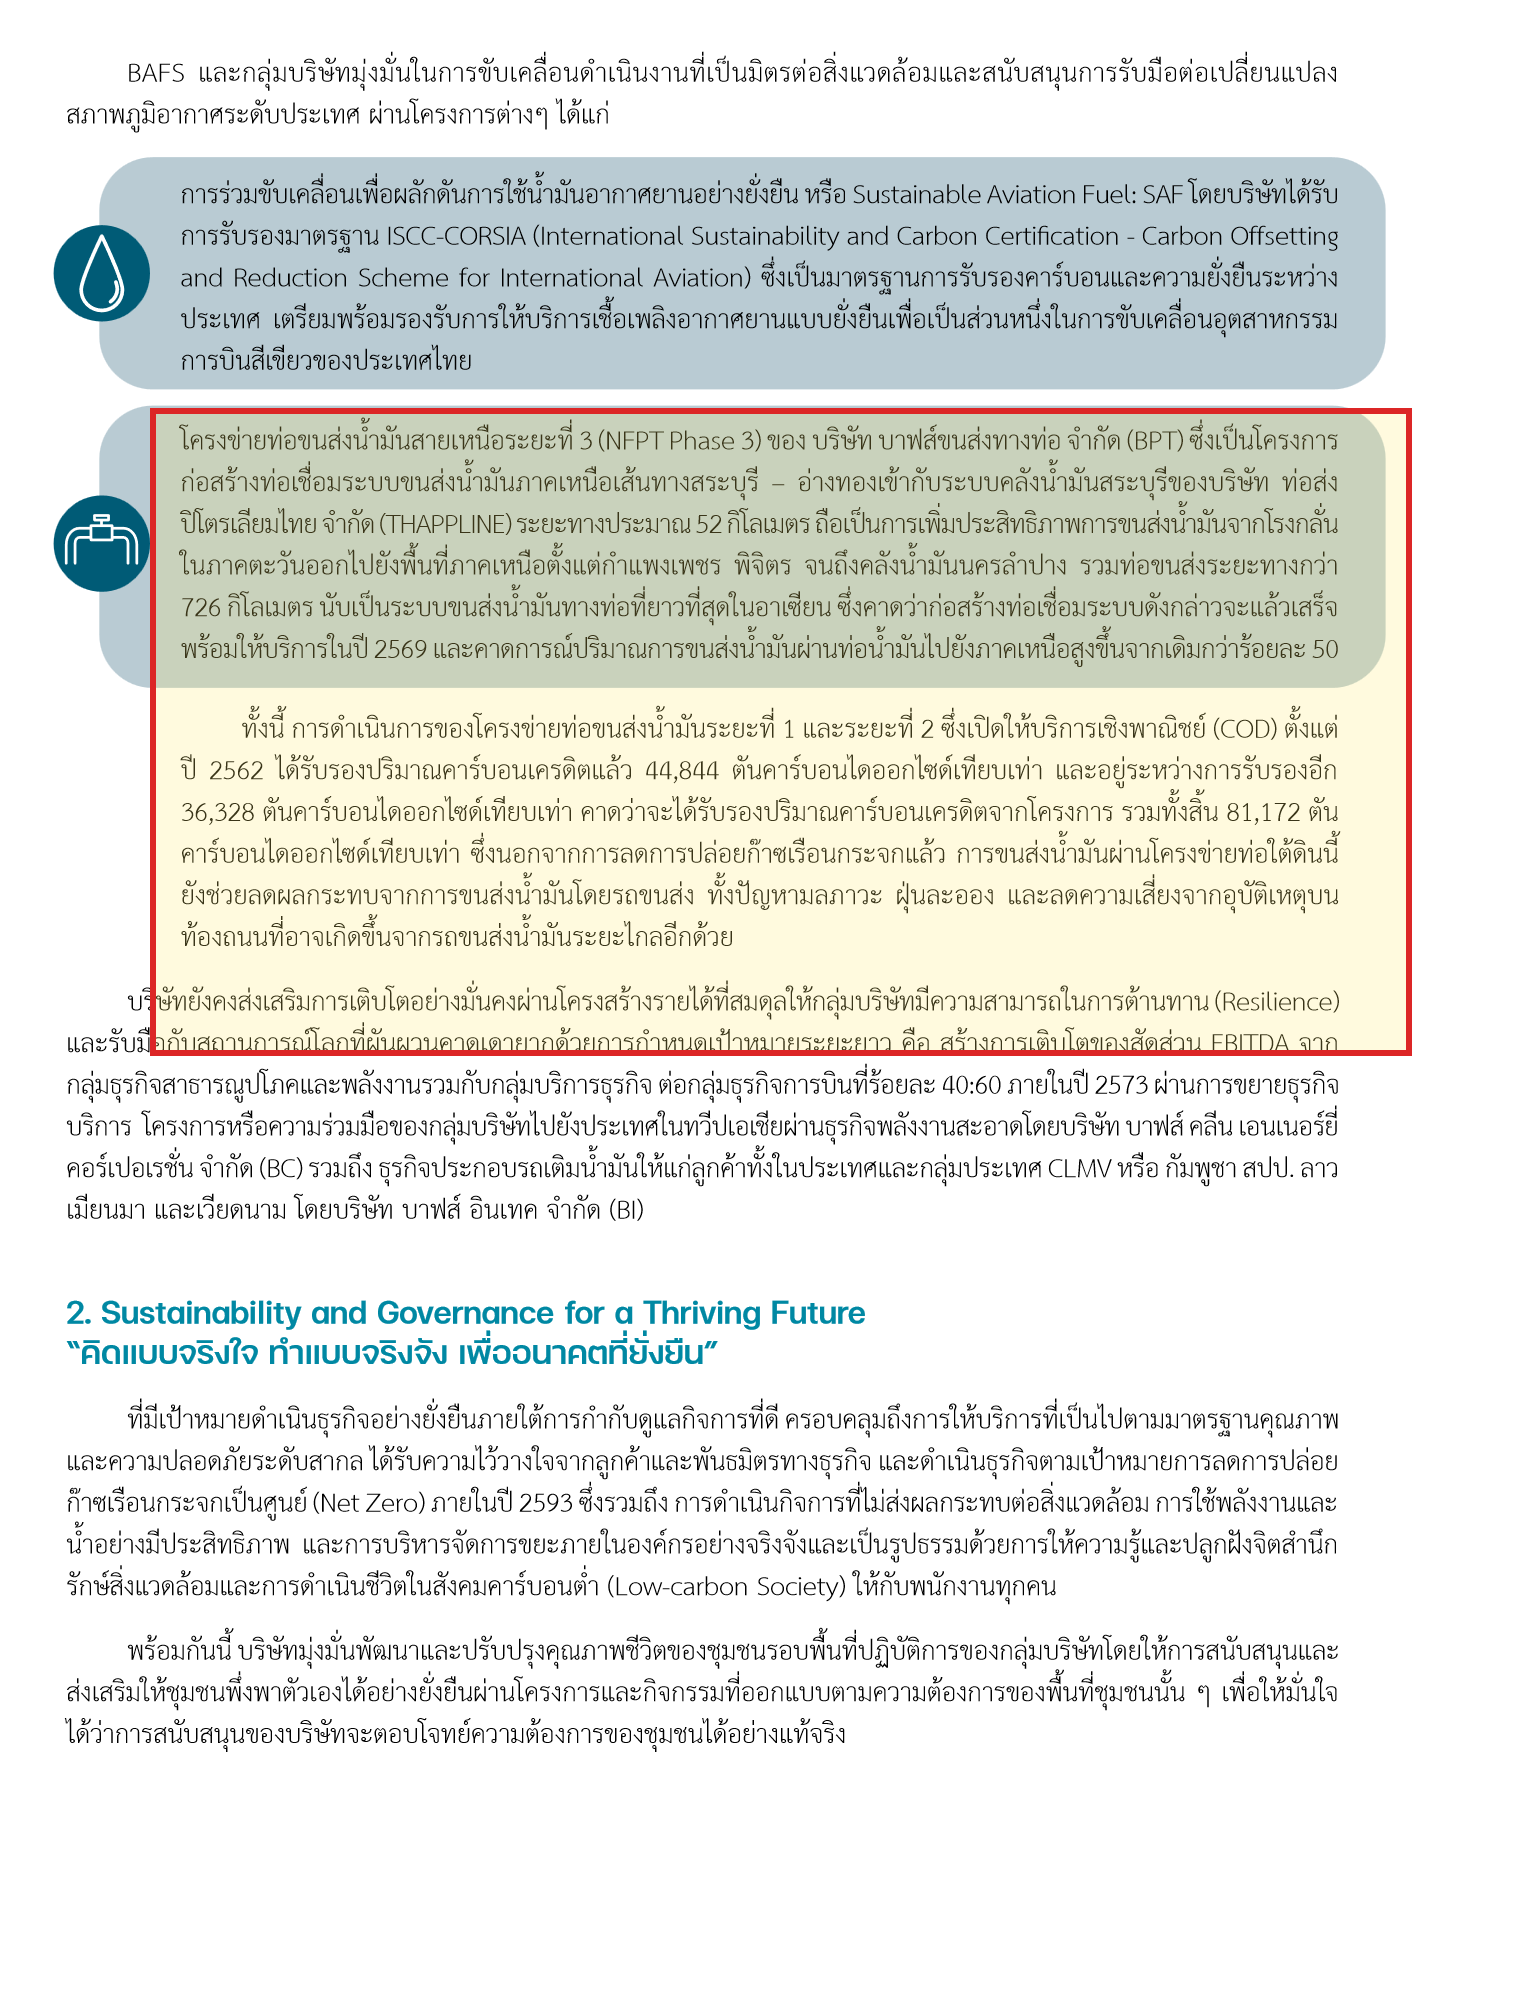 BAFS และกลุ่มบริษัทมุ่งมั่นในการขับเคลื่อนดำเนินงานที่เป็นมิตรต่อสิ่งแวดล้อมและสนับสนุนการรับมือต่อเปลี่ยนแปลง
สภาพภูมิอากาศระดับประเทศ ผ่านโครงการต่างๆ ได้แก่
การร่วมขับเคลื่อนเพื่อผลักดันการใช้น้ำมันอากาศยานอย่างยั่งยืน หรือ Sustainable Aviation Fuel: SAF โดยบริษัทได้รับ
การรับรองมาตรฐาน ISCC-CORSIA (International Sustainability and Carbon Certification - Carbon Offsetting
and Reduction Scheme for International Aviation) ซึ่งเป็นมาตรฐานการรับรองคาร์บอนและความยั่งยืนระหว่าง
ประเทศ เตรียมพร้อมรองรับการให้บริการเชื้อเพลิงอากาศยานแบบยั่งยืนเพื่อเป็นส่วนหนึ่งในการขับเคลื่อนอุตสาหกรรม
การบินสีเขียวของประเทศไทย
โครงข่ายท่อขนส่งน้ำมันสายเหนือระยะที่ 3 (NFPT Phase 3) ของ บริษัท บาฟส์ขนส่งทางท่อ จำกัด (BPT) ซึ่งเป็นโครงการ
ก่อสร้างท่อเชื่อมระบบขนส่งน้ำมันภาคเหนือเส้นทางสระบุรี – อ่างทองเข้ากับระบบคลังน้ำมันสระบุรีของบริษัท ท่อส่ง
ปิโตรเลียมไทย จำกัด (THAPPLINE) ระยะทางประมาณ 52 กิโลเมตร ถือเป็นการเพิ่มประสิทธิภาพการขนส่งน้ำมันจากโรงกลั่น
ในภาคตะวันออกไปยังพื้นที่ภาคเหนือตั้งแต่กำแพงเพชร พิจิตร จนถึงคลังน้ำมันนครลำปาง รวมท่อขนส่งระยะทางกว่า
726 กิโลเมตร นับเป็นระบบขนส่งน้ำมันทางท่อที่ยาวที่สุดในอาเซียน ซึ่งคาดว่าก่อสร้างท่อเชื่อมระบบดังกล่าวจะแล้วเสร็จ
พร้อมให้บริการในปี 2569 และคาดการณ์ปริมาณการขนส่งน้ำมันผ่านท่อน้ำมันไปยังภาคเหนือสูงขึ้นจากเดิมกว่าร้อยละ 50
ทั้งนี้ การดำเนินการของโครงข่ายท่อขนส่งน้ำมันระยะที่ 1 และระยะที่ 2 ซึ่งเปิดให้บริการเชิงพาณิชย์ (COD) ตั้งแต่
ปี 2562 ได้รับรองปริมาณคาร์บอนเครดิตแล้ว 44,844 ตันคาร์บอนไดออกไซด์เทียบเท่า และอยู่ระหว่างการรับรองอีก
36,328 ตันคาร์บอนไดออกไซด์เทียบเท่า คาดว่าจะได้รับรองปริมาณคาร์บอนเครดิตจากโครงการ รวมทั้งสิ้น 81,172 ตัน
คาร์บอนไดออกไซด์เทียบเท่า ซึ่งนอกจากการลดการปล่อยก๊าซเรือนกระจกแล้ว การขนส่งน้ำมันผ่านโครงข่ายท่อใต้ดินนี้
ยังช่วยลดผลกระทบจากการขนส่งน้ำมันโดยรถขนส่ง ทั้งปัญหามลภาวะ ฝุ่นละออง และลดความเสี่ยงจากอุบัติเหตุบน
ท้องถนนที่อาจเกิดขึ้นจากรถขนส่งน้ำมันระยะไกลอีกด้วย
บริษัทยังคงส่งเสริมการเติบโตอย่างมั่นคงผ่านโครงสร้างรายได้ที่สมดุลให้กลุ่มบริษัทมีความสามารถในการต้านทาน (Resilience)
และรับมือกับสถานการณ์โลกที่ผันผวนคาดเดายากด้วยการกำหนดเป้าหมายระยะยาว คือ สร้างการเติบโตของสัดส่วน EBITDA จาก
กลุ่มธุรกิจสาธารณูปโภคและพลังงานรวมกับกลุ่มบริการธุรกิจ ต่อกลุ่มธุรกิจการบินที่ร้อยละ 40:60 ภายในปี 2573 ผ่านการขยายธุรกิจ
บริการ โครงการหรือความร่วมมือของกลุ่มบริษัทไปยังประเทศในทวีปเอเชียผ่านธุรกิจพลังงานสะอาดโดยบริษัท บาฟส์ คลีน เอนเนอร์ยี่
คอร์เปอเรชั่น จำกัด (BC) รวมถึง ธุรกิจประกอบรถเติมน้ำมันให้แก่ลูกค้าทั้งในประเทศและกลุ่มประเทศ CLMV หรือ กัมพูชา สปป. ลาว
เมียนมา และเวียดนาม โดยบริษัท บาฟส์ อินเทค จำกัด (BI)
2. Sustainability and Governance for a Thriving Future
“คิดแบบจริงใจ ทำแบบจริงจัง เพื่ออนาคตที่ยั่งยืน”
ที่มีเป้าหมายดำเนินธุรกิจอย่างยั่งยืนภายใต้การกำกับดูแลกิจการที่ดี ครอบคลุมถึงการให้บริการที่เป็นไปตามมาตรฐานคุณภาพ
และความปลอดภัยระดับสากล ได้รับความไว้วางใจจากลูกค้าและพันธมิตรทางธุรกิจ และดำเนินธุรกิจตามเป้าหมายการลดการปล่อย
ก๊าซเรือนกระจกเป็นศูนย์ (Net Zero) ภายในปี 2593 ซึ่งรวมถึง การดำเนินกิจการที่ไม่ส่งผลกระทบต่อสิ่งแวดล้อม การใช้พลังงานและ
น้ำอย่างมีประสิทธิภาพ และการบริหารจัดการขยะภายในองค์กรอย่างจริงจังและเป็นรูปธรรมด้วยการให้ความรู้และปลูกฝังจิตสำนึก
รักษ์สิ่งแวดล้อมและการดำเนินชีวิตในสังคมคาร์บอนต่ำ (Low-carbon Society) ให้กับพนักงานทุกคน
พร้อมกันนี้ บริษัทมุ่งมั่นพัฒนาและปรับปรุงคุณภาพชีวิตของชุมชนรอบพื้นที่ปฏิบัติการของกลุ่มบริษัทโดยให้การสนับสนุนและ
ส่งเสริมให้ชุมชนพึ่งพาตัวเองได้อย่างยั่งยืนผ่านโครงการและกิจกรรมที่ออกแบบตามความต้องการของพื้นที่ชุมชนนั้น ๆ เพื่อให้มั่นใจ
ได้ว่าการสนับสนุนของบริษัทจะตอบโจทย์ความต้องการของชุมชนได้อย่างแท้จริง